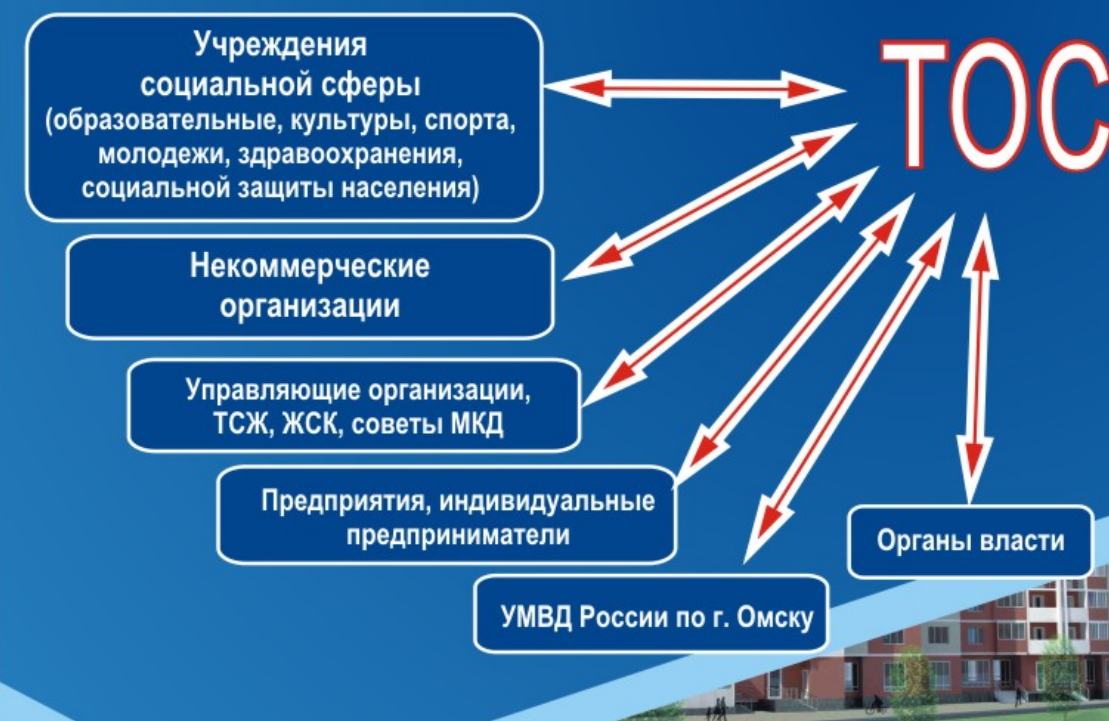 Учреждения
социальной сферы
(образовательные, культуры, спорта,
молодежи, здравоохранения,
социальной защиты населения)
ТОС
Некоммерческие
организации
Управляющие организации,
ТСЖ, ЖСК, советы МКД
Предприятия, индивидуальные
предприниматели
Органы власти
УМВД России по г. Омску